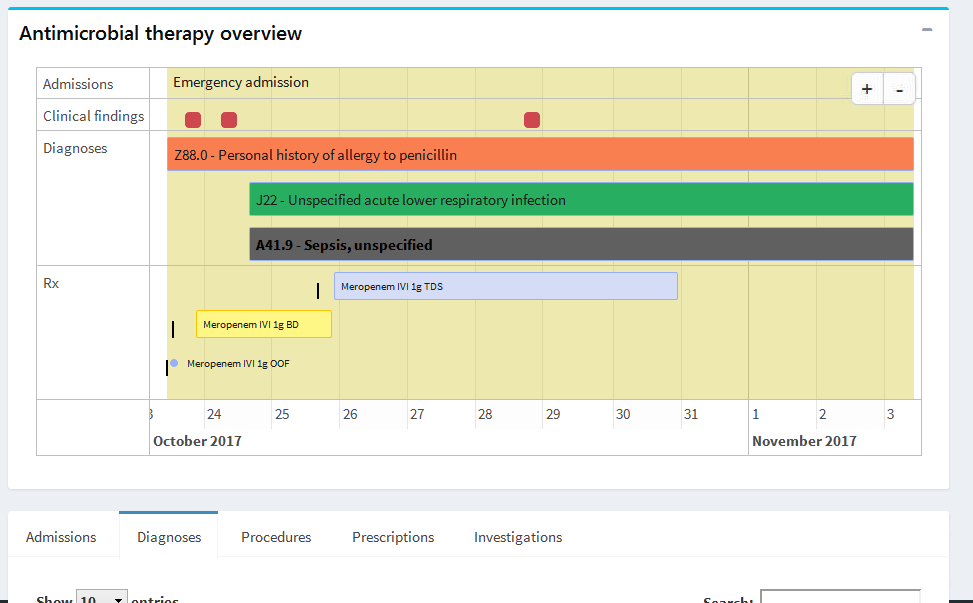 Antimicrobial therapy overview
-
Admissions
Emergency admission
+ -
Clinical findings
Diagnoses
Z88.0 - Personal history of allergy to penicillin
J22 - Unspecified acute lower respiratory infection
A41.9 - Sepsis, unspecified
Rx
Meropenem IVI 1g TDS
Meropenem IVI 1g BD
Meropenem IVI 1g OOF
24 25 26 27 28 29 30 31 1 2 3
October 2017 November 2017
Admissions Diagnoses Procedures Prescriptions Investigations
Show 10 entries Search: